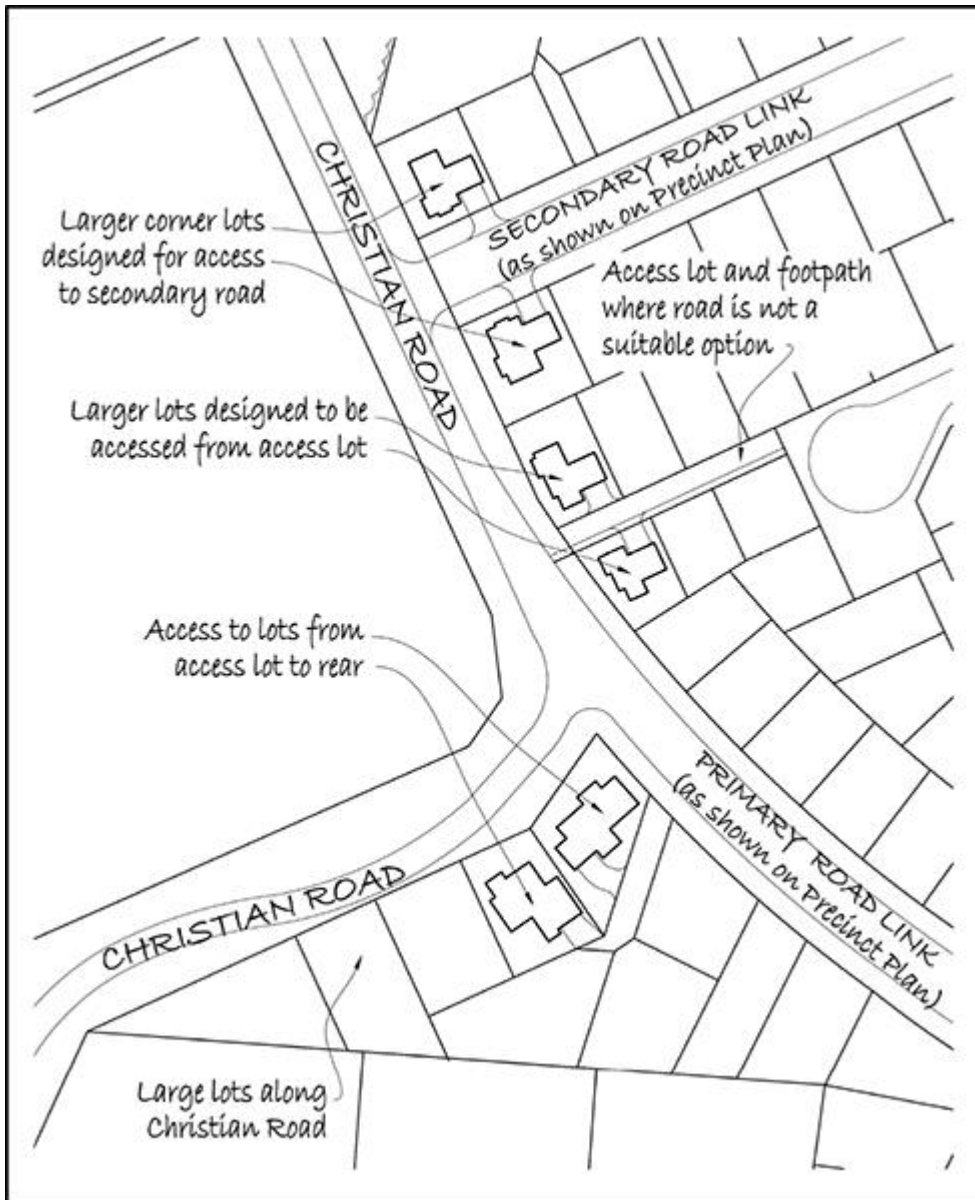 CHRISTIAN ROAD
SECONDARY ROAD LINK
(as shown on Precinct Plan)
Larger corner lots
designed for access
to secondary road
Access lot and footpath
where road is not a
suitable option
Larger lots designed to be
accessed from access lot
Access to lots from
access lot to rear
PRIMARY ROAD LINK
(as shown on Precinct Plan)
CHRISTIAN ROAD
Large lots along
Christian Road